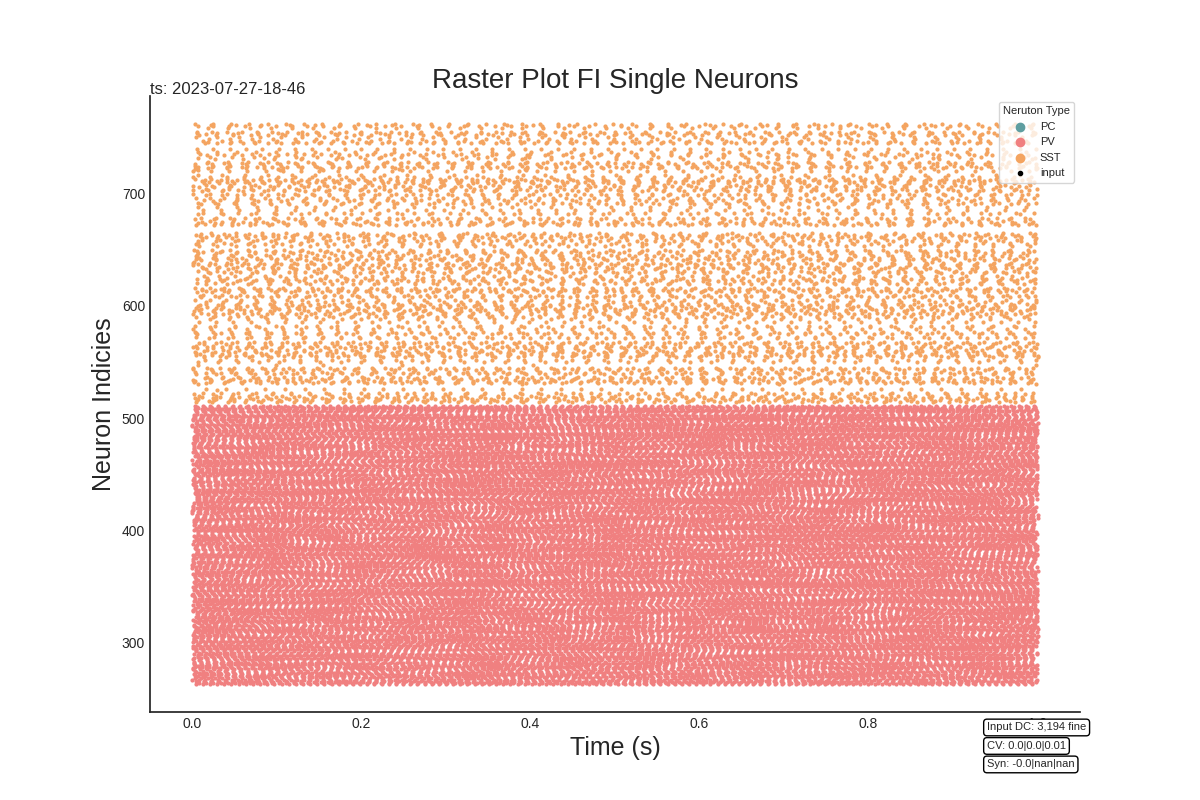 Raster Plot FI Single Neurons
ts: 2023-07-27-18-46
Neruton Type
PC
PV
SST
input
Neuron Indicies
700
600
500
400
300
0.0 0.2 0.4 0.6 0.8
Time (s)
Input DC: 3,194 fine
CV: 0.0|0.0|0.01
Syn: -0.0|nan|nan